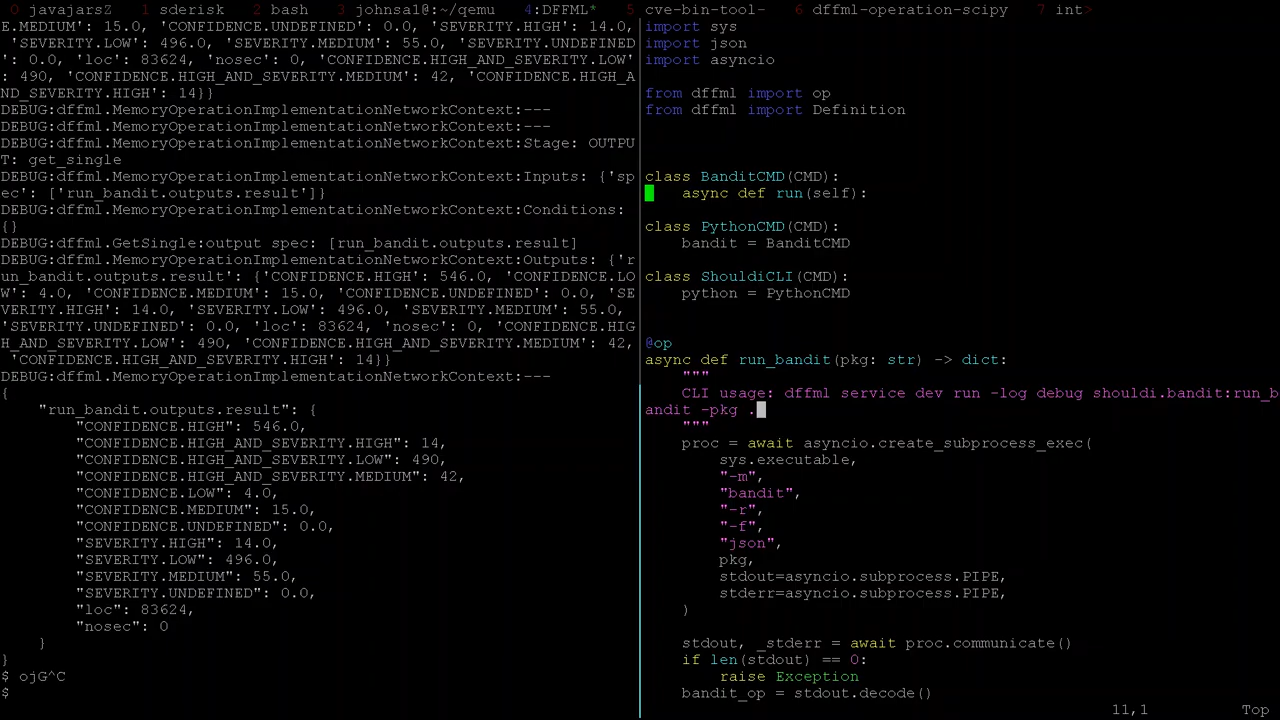 0 javajarsZ 1 sderisk 2 bash 3 johnsa1@:~/qemu 4:DFFML* 5 cve-bin-tool- 6 dffml-operation-scipy 7 int>
E.MEDIUM': 15.0, 'CONFIDENCE.UNDEFINED': 0.0, 'SEVERITY.HIGH': 14.0,
 'SEVERITY.LOW': 496.0, 'SEVERITY.MEDIUM': 55.0, 'SEVERITY.UNDEFINED
': 0.0, 'loc': 83624, 'nosec': 0, 'CONFIDENCE.HIGH_AND_SEVERITY.LOW'
: 490, 'CONFIDENCE.HIGH_AND_SEVERITY.MEDIUM': 42, 'CONFIDENCE.HIGH_A
ND_SEVERITY.HIGH': 14}}
DEBUG:dffml.MemoryOperationImplementationNetworkContext:---
DEBUG:dffml.MemoryOperationImplementationNetworkContext:---
DEBUG:dffml.MemoryOperationImplementationNetworkContext:Stage: OUTPU
T: get_single
DEBUG:dffml.MemoryOperationImplementationNetworkContext:Inputs: {'sp
ec': ['run_bandit.outputs.result']}
DEBUG:dffml.MemoryOperationImplementationNetworkContext:Conditions:
{}
DEBUG:dffml.GetSingle:output spec: [run_bandit.outputs.result]
DEBUG:dffml.MemoryOperationImplementationNetworkContext:Outputs: {'r
un_bandit.outputs.result': {'CONFIDENCE.HIGH': 546.0, 'CONFIDENCE.LO
W': 4.0, 'CONFIDENCE.MEDIUM': 15.0, 'CONFIDENCE.UNDEFINED': 0.0, 'SE
VERITY.HIGH': 14.0, 'SEVERITY.LOW': 496.0, 'SEVERITY.MEDIUM': 55.0,
'SEVERITY.UNDEFINED': 0.0, 'loc': 83624, 'nosec': 0, 'CONFIDENCE.HIG
H_AND_SEVERITY.LOW': 490, 'CONFIDENCE.HIGH_AND_SEVERITY.MEDIUM': 42,
 'CONFIDENCE.HIGH_AND_SEVERITY.HIGH': 14}}
DEBUG:dffml.MemoryOperationImplementationNetworkContext:---
{
    "run_bandit.outputs.result": {
        "CONFIDENCE.HIGH": 546.0,
        "CONFIDENCE.HIGH_AND_SEVERITY.HIGH": 14,
        "CONFIDENCE.HIGH_AND_SEVERITY.LOW": 490,
        "CONFIDENCE.HIGH_AND_SEVERITY.MEDIUM": 42,
        "CONFIDENCE.LOW": 4.0,
        "CONFIDENCE.MEDIUM": 15.0,
        "CONFIDENCE.UNDEFINED": 0.0,
        "SEVERITY.HIGH": 14.0,
        "SEVERITY.LOW": 496.0,
        "SEVERITY.MEDIUM": 55.0,
        "SEVERITY.UNDEFINED": 0.0,
        "loc": 83624,
        "nosec": 0
    }
}
$ ojG^C
$
import sys
import json
import asyncio
from dffml import op
from dffml import Definition
class BanditCMD(CMD):
    async def run(self):
class PythonCMD(CMD):
    bandit = BanditCMD
class ShouldiCLI(CMD):
    python = PythonCMD
@op
async def run_bandit(pkg: str) -> dict:
    """
    CLI usage: dffml service dev run -log debug shouldi.bandit:run_b
andit -pkg .
    """
    proc = await asyncio.create_subprocess_exec(
        sys.executable,
        "-m",
        "bandit",
        "-r",
        "-f",
        "json",
        pkg,
        stdout=asyncio.subprocess.PIPE,
        stderr=asyncio.subprocess.PIPE,
    )
    stdout, _stderr = await proc.communicate()
    if len(stdout) == 0:
        raise Exception
    bandit_op = stdout.decode()
11,1 Top